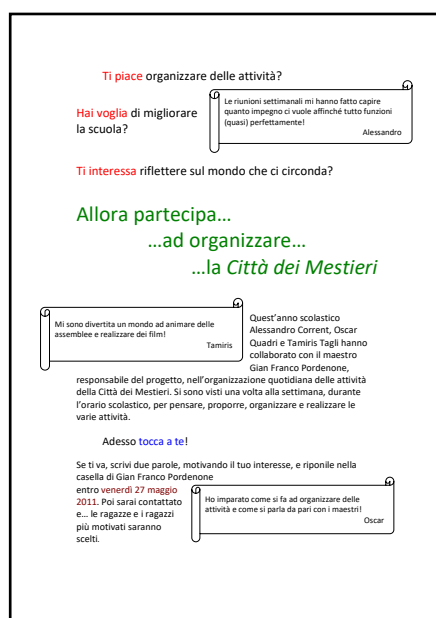 Ti piace organizzare delle attività?
Le riunioni settimanali mi hanno fatto capire
quanto impegno ci vuole affinché tutto funzioni
(quasi) perfettamente!
Alessandro
Hai voglia di migliorare
la scuola?
Ti interessa riflettere sul mondo che ci circonda?
Allora partecipa...
...ad organizzare...
...la Città dei Mestieri
Mi sono divertita un mondo ad animare delle
assemblee e realizzare dei film!
Tamiris
Quest'anno scolastico
Alessandro Corrent, Oscar
Quadri e Tamiris Tagli hanno
collaborato con il maestro
Gian Franco Pordenone,
responsabile del progetto, nell'organizzazione quotidiana delle attività
della Città dei Mestieri. Si sono visti una volta alla settimana, durante
l'orario scolastico, per pensare, proporre, organizzare e realizzare le
varie attività.
Adesso tocca a te!
Se ti va, scrivi due parole, motivando il tuo interesse, e riponile nella
casella di Gian Franco Pordenone
entro venerdì 27 maggio
2011. Poi sarai contattato
e... le ragazze e i ragazzi
più motivati saranno
scelti.
Ho imparato come si fa ad organizzare delle
attività e come si parla da pari con i maestri!
Oscar